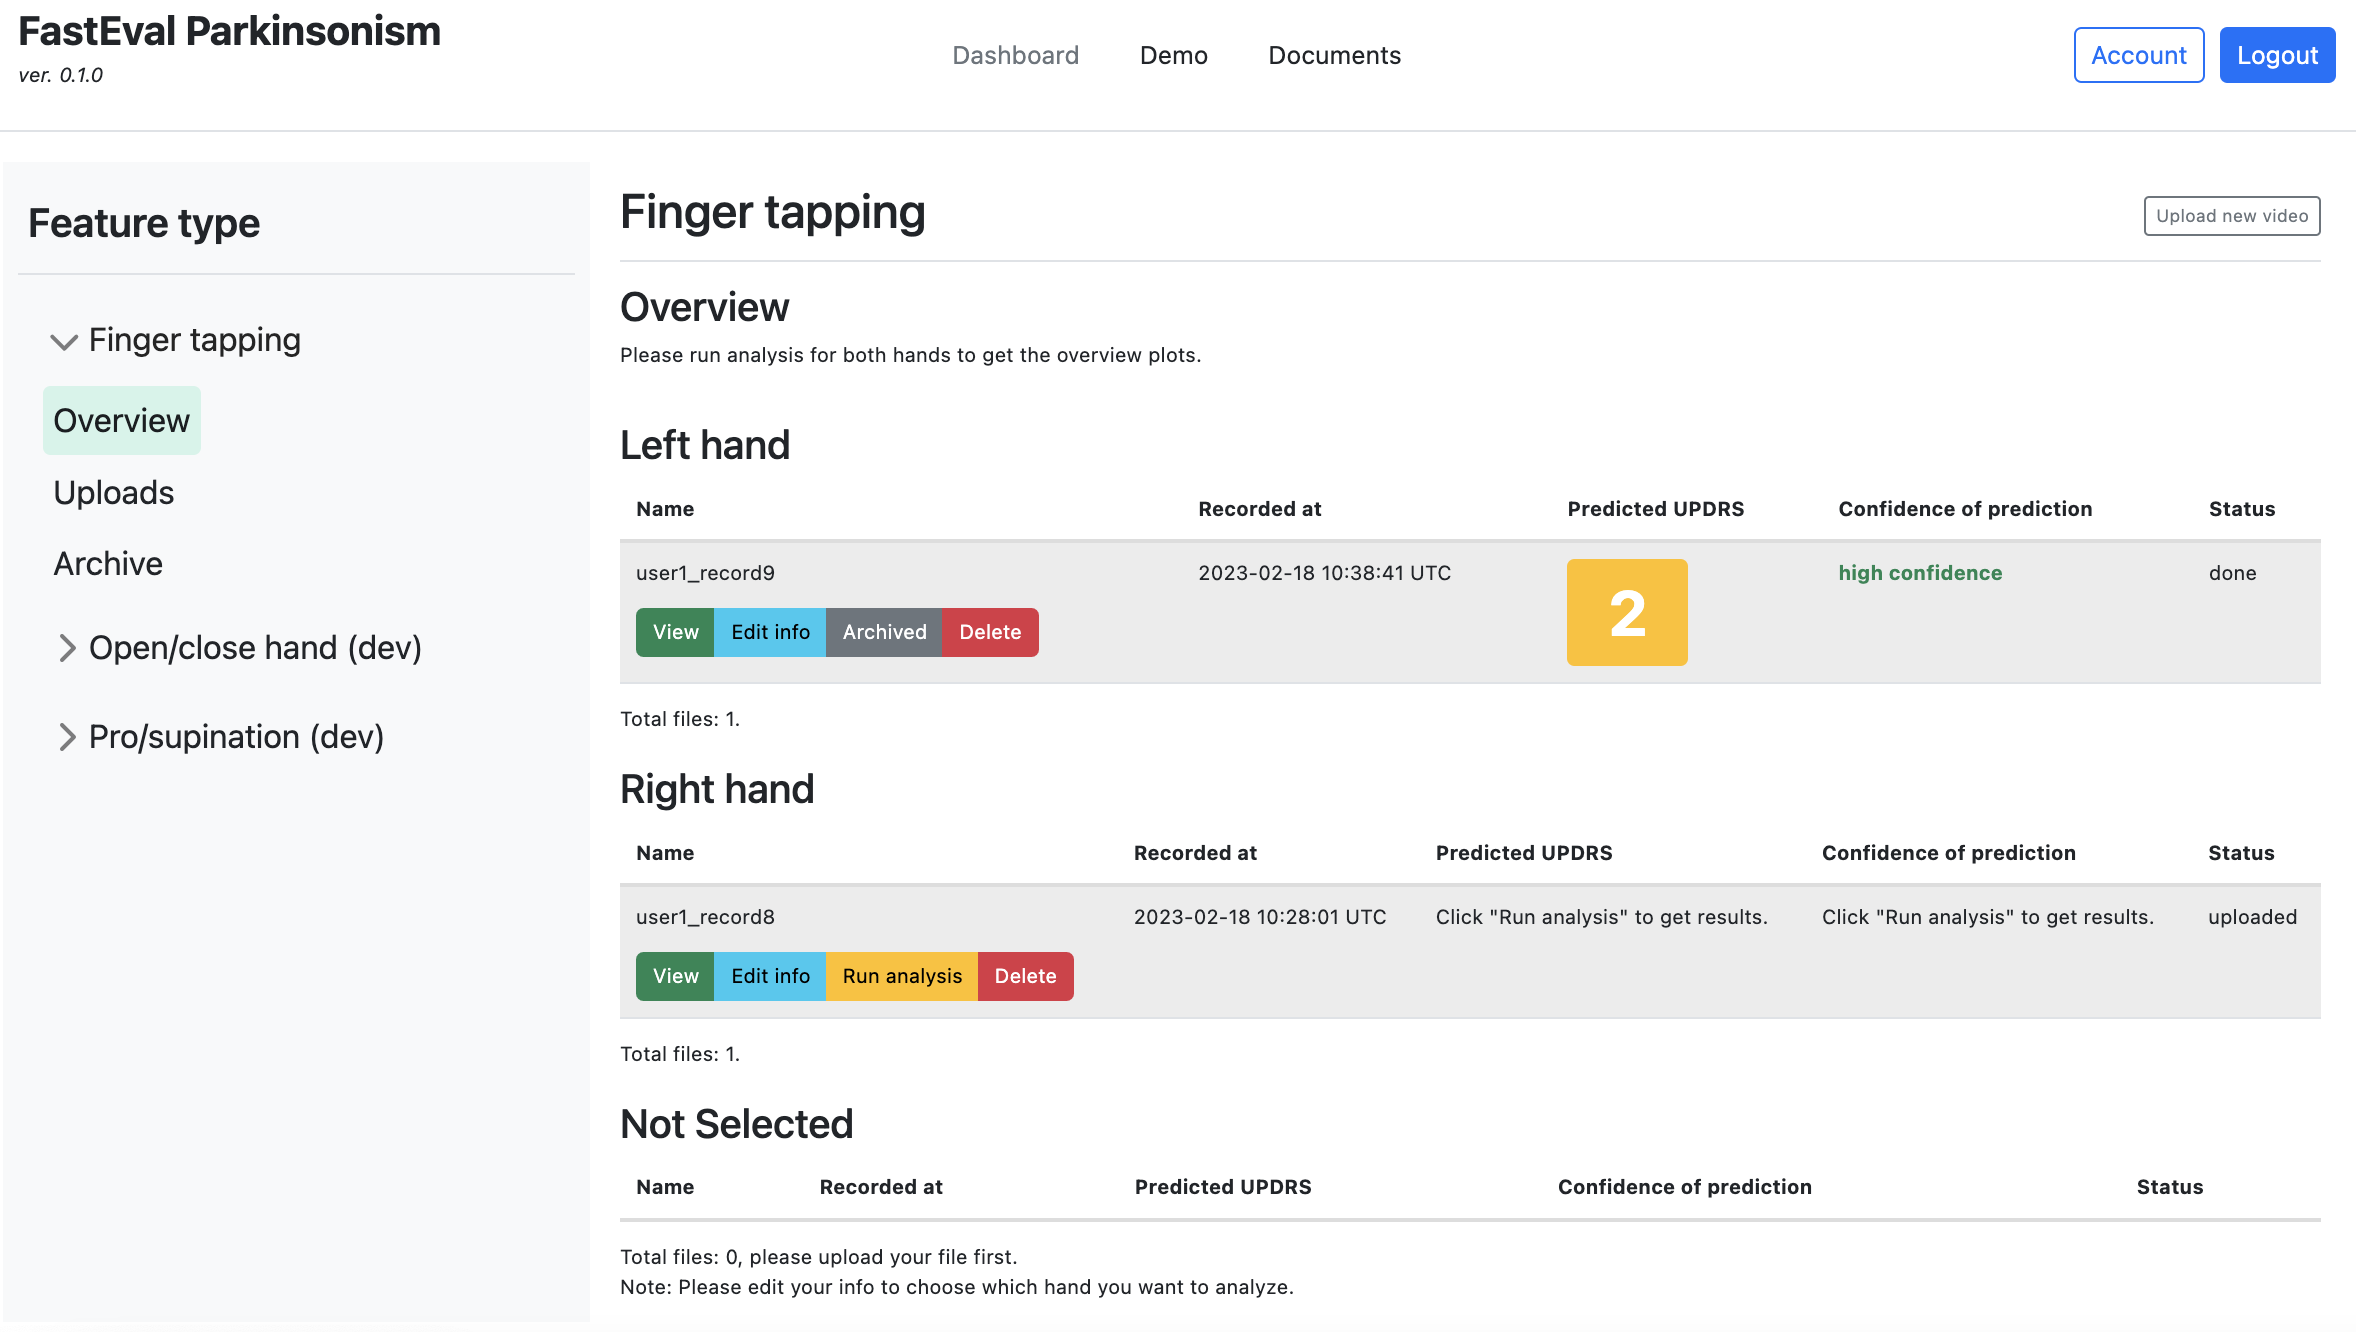 FastEval Parkinsonism
ver. 0.1.0
Dashboard Demo Documents
Account Logout
Feature type
Finger tapping
Overview
Uploads
Archive
Open/close hand (dev)
Pro/supination (dev)
Finger tapping
Upload new video
Overview
Please run analysis for both hands to get the overview plots.
Left hand
Name Recorded at Predicted UPDRS Confidence of prediction Status
user1_record9 2023-02-18 10:38:41 UTC 2 high confidence done
View Edit info Archived Delete
Total files: 1.
Right hand
Name Recorded at Predicted UPDRS Confidence of prediction Status
user1_record8 2023-02-18 10:28:01 UTC Click "Run analysis" to get results. Click "Run analysis" to get results. uploaded
View Edit info Run analysis Delete
Total files: 1.
Not Selected
Name Recorded at Predicted UPDRS Confidence of prediction Status
Total files: 0, please upload your file first.
Note: Please edit your info to choose which hand you want to analyze.